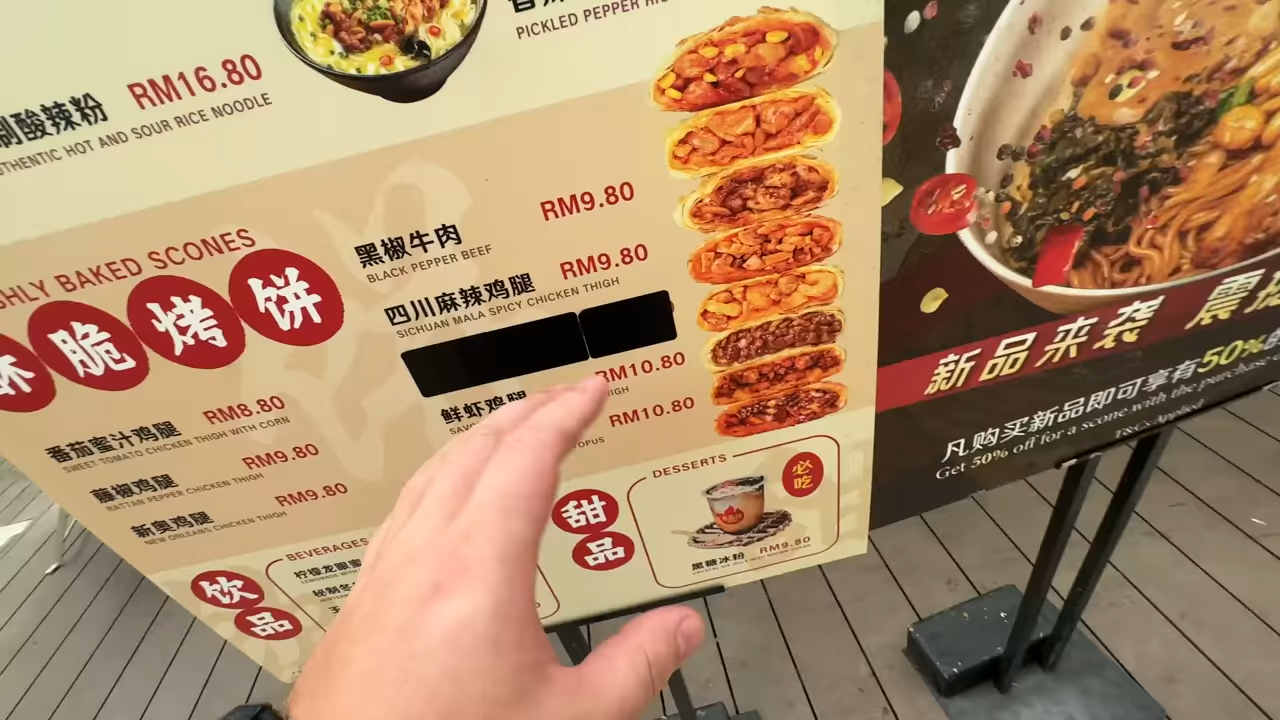 RM16.80
酸辣粉
HOT AND SOUR RICE NOODLE
PICKLED PEPPER
BAKED SCONES
脆烤饼
番茄蜜汁鸡腿 RM8.80
SWEET TOMATO CHICKEN THIGH WITH CORN
藤椒鸡腿 RM9.80
RATTAN PEPPER CHICKEN THIGH
新奥鸡腿 RM9.80
NEW ORLEANS CHICKEN THIGH
黑椒牛肉 RM9.80
BLACK PEPPER BEEF
四川麻辣鸡腿 RM9.80
SICHUAN MALA SPICY CHICKEN THIGH
鲜虾鸡腿 RM10.80
RM10.80
饮品
BEVERAGES
柠檬龙眼
甜品
DESSERTS
必吃
黑糖冰粉 RM9.80
新品来袭
凡购买新品即可享有50%
Get 50% off for a scone with the purchase
T&C's Applied